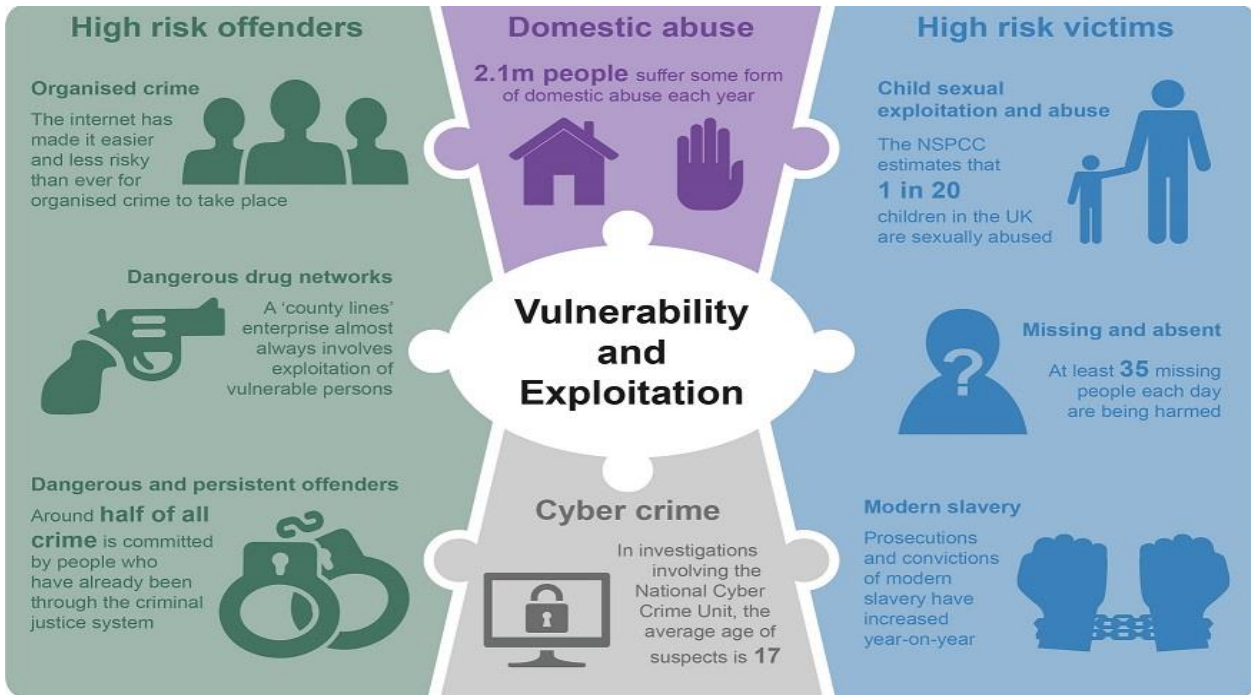 High risk offenders
Organised crime
The internet has
made it easier
and less risky
than ever for
organised crime to take place
Dangerous drug networks
A ‘county lines’
enterprise almost
always involves
exploitation of
vulnerable persons
Dangerous and persistent offenders
Around half of all
crime is committed
by people who
have already been
through the criminal
justice system
Domestic abuse
2.1m people suffer some form
of domestic abuse each year
Vulnerability
and
Exploitation
Cyber crime
In investigations
involving the
National Cyber
Crime Unit, the
average age of
suspects is 17
High risk victims
Child sexual
exploitation and abuse
The NSPCC
estimates that
1 in 20
children in the UK
are sexually abused
?
Missing and absent
At least 35 missing
people each day
are being harmed
Modern slavery
Prosecutions
and convictions
of modern
slavery have
increased
year-on-year